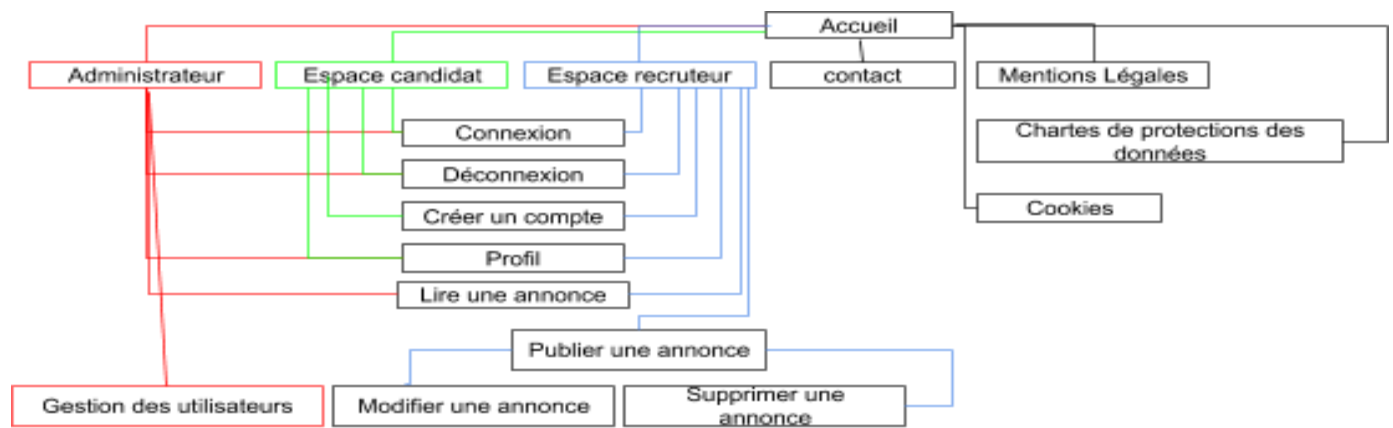 Accueil
Administrateur
Espace candidat
Espace recruteur
contact
Mentions Légales
Connexion
Chartes de protections des
données
Déconnexion
Créer un compte
Cookies
Profil
Lire une annonce
Publier une annonce
Gestion des utilisateurs
Modifier une annonce
Supprimer une
annonce